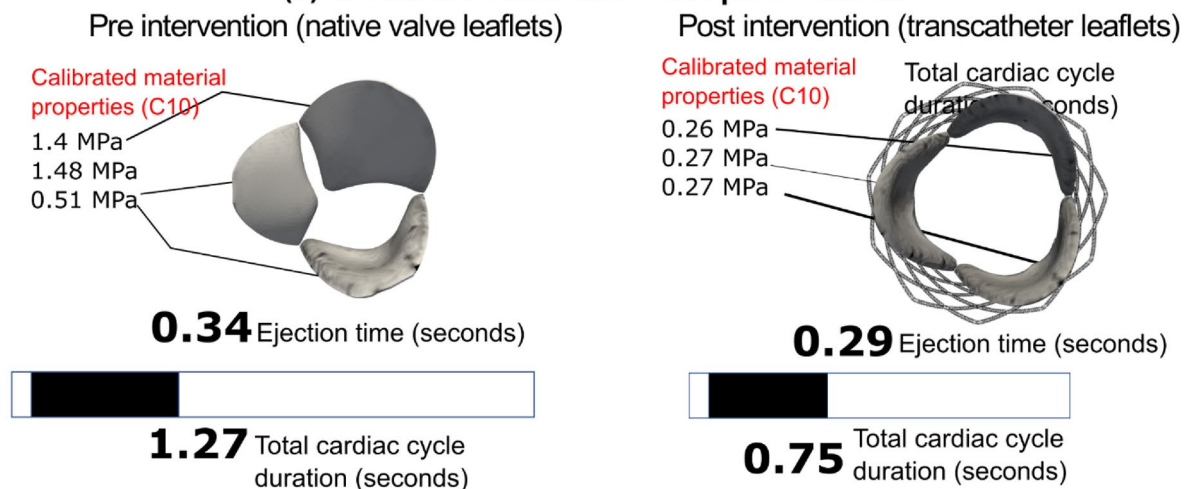 Pre intervention (native valve leaflets)
Calibrated material
properties (C10)
1.4 MPa
1.48 MPa
0.51 MPa
0.34 Ejection time (seconds)
1.27 Total cardiac cycle
duration (seconds)
Post intervention (transcatheter leaflets)
Calibrated material
properties (C10)
Total cardiac cycle
0.26 MPa
0.27 MPa
0.27 MPa
0.29 Ejection time (seconds)
0.75 Total cardiac cycle
duration (seconds)